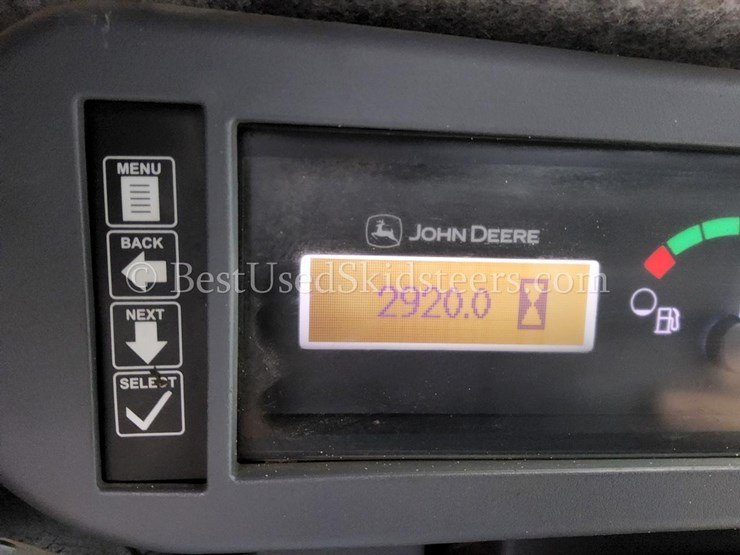 MENU
BACK
NEXT
SELECT
JOHN DEERE
© BestUsedSkidsteers.com
2920.0